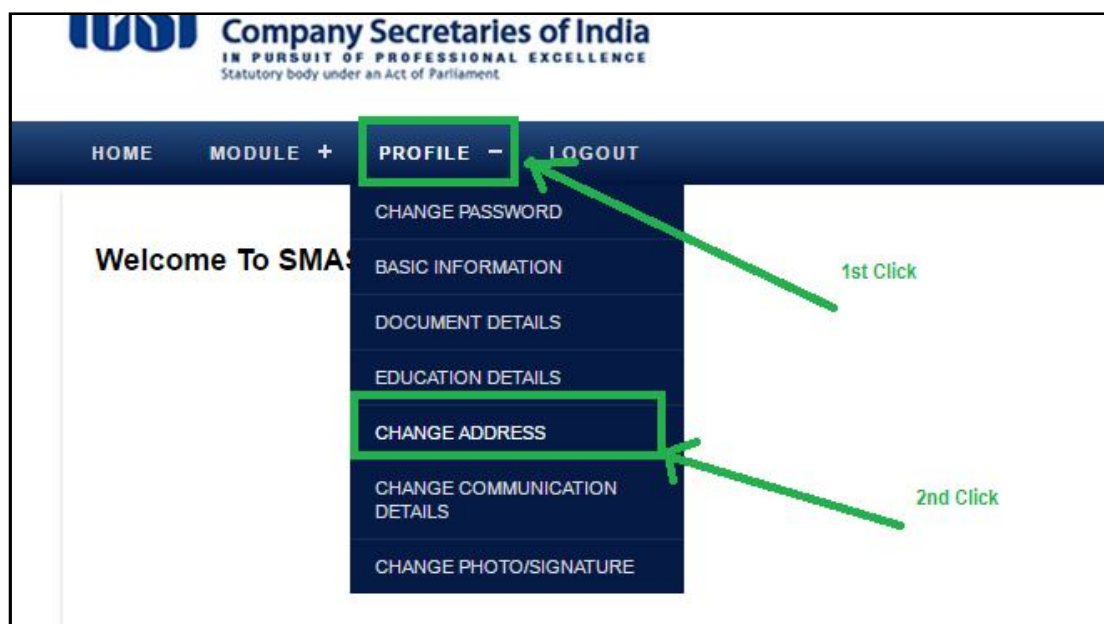 Company Secretaries of India
IN PURSUIT OF PROFESSIONAL EXCELLENCE
Statutory body under an Act of Parliament
HOME MODULE + PROFILE - LOGOUT
CHANGE PASSWORD
Welcome To
BASIC INFORMATION
1st Click
DOCUMENT DETAILS
EDUCATION DETAILS
CHANGE ADDRESS
CHANGE COMMUNICATION
DETAILS
2nd Click
CHANGE PHOTO/SIGNATURE